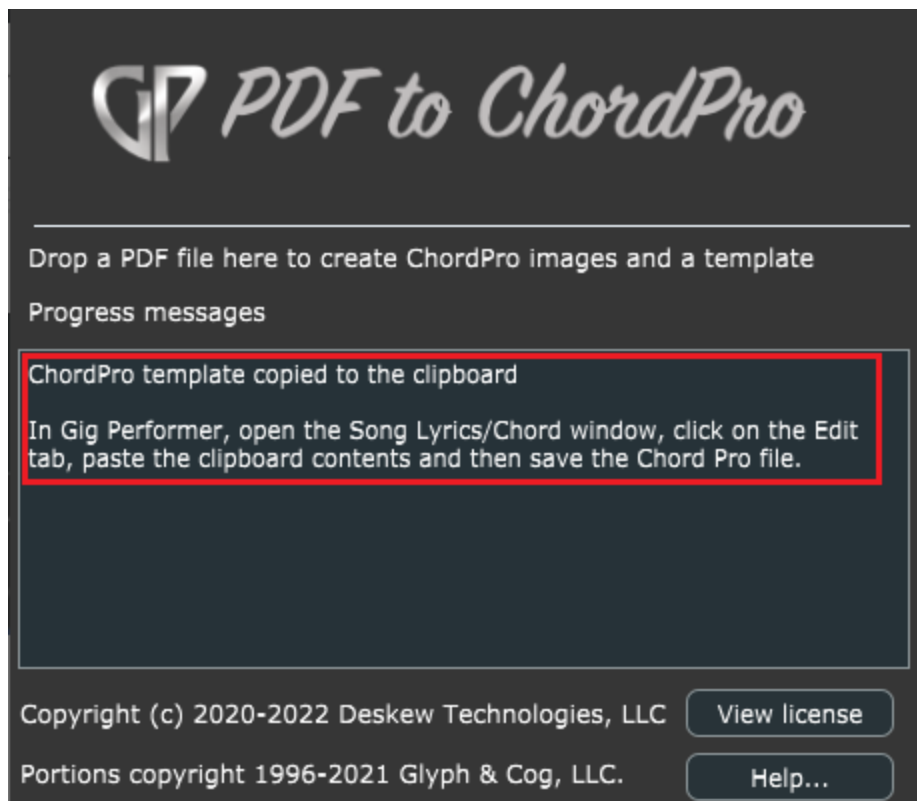 GP PDF to ChordPro
Drop a PDF file here to create ChordPro images and a template
Progress messages
ChordPro template copied to the clipboard
In Gig Performer, open the Song Lyrics/Chord window, click on the Edit
tab, paste the clipboard contents and then save the Chord Pro file.
Copyright (c) 2020-2022 Deskew Technologies, LLC
View license
Portions copyright 1996-2021 Glyph & Cog, LLC.
Help...